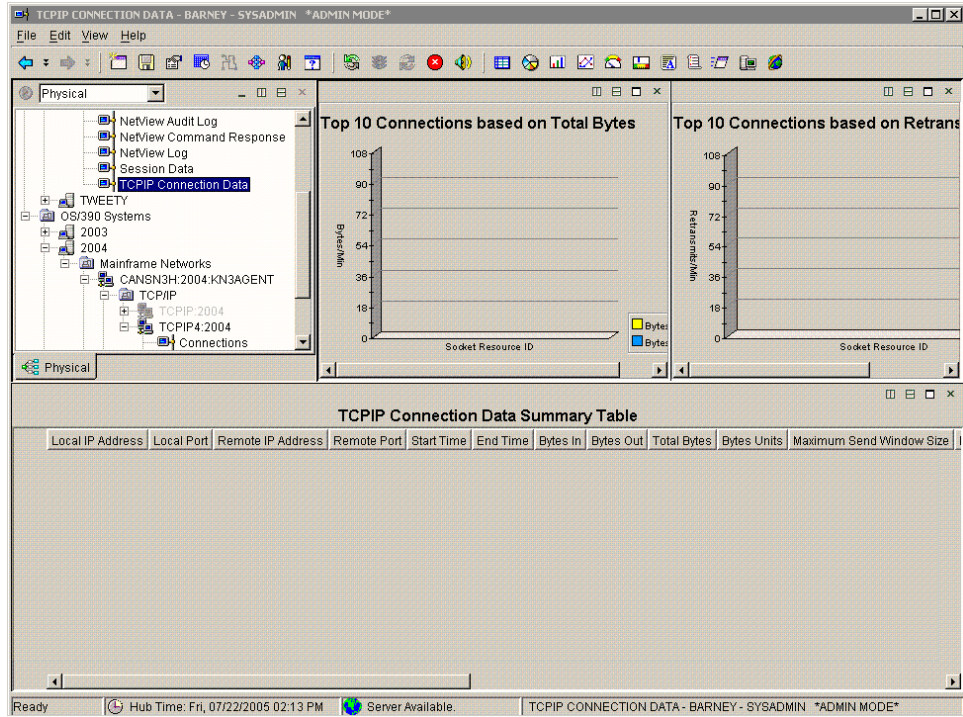 TCPIP CONNECTION DATA - BARNEY - SYSADMIN *ADMIN MODE*
File Edit View Help
Physical
NetView Audit Log
NetView Command Response
NetView Log
Session Data
TCPIP Connection Data
TWEETY
OS/390 Systems
2003
2004
Mainframe Networks
CANSN3H:2004:KN3AGENT
TCP/IP
TCPIP:2004
TCPIP4:2004
Connections
Physical
Top 10 Connections based on Total Bytes
108
90
72
54
36
18
0
Bytes/Min
Socket Resource ID
Bytes
Bytes
Top 10 Connections based on Retrans
108
90
72
54
36
18
0
Retransmits/Min
Socket Resource ID
TCPIP Connection Data Summary Table
Local IP Address Local Port Remote IP Address Remote Port Start Time End Time Bytes In Bytes Out Total Bytes Bytes Units Maximum Send Window Size
Ready Hub Time: Fri, 07/22/2005 02:13 PM Server Available. TCPIP CONNECTION DATA - BARNEY - SYSADMIN *ADMIN MODE*